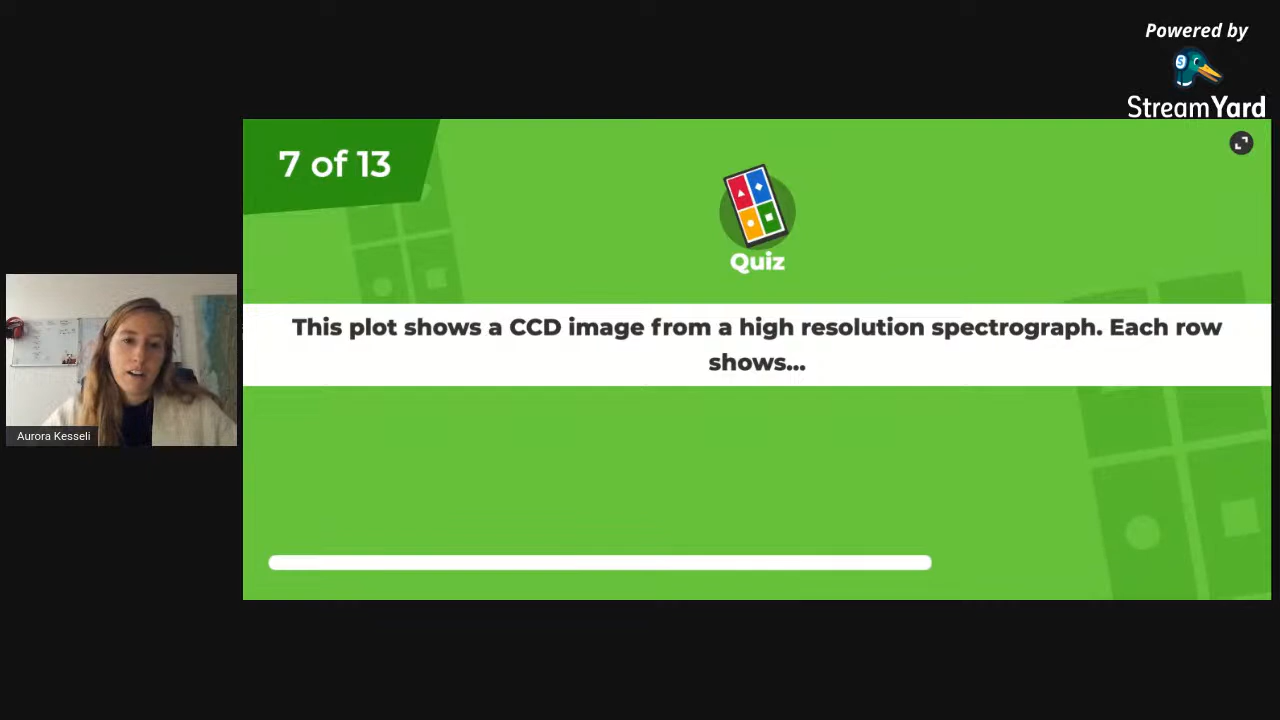 Powered by
StreamYard
7 of 13
Quiz
This plot shows a CCD image from a high resolution spectrograph. Each row
shows...
Aurora Kesseli